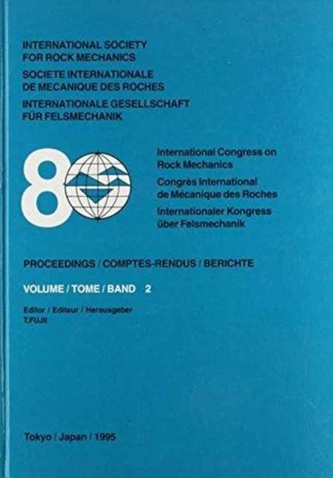 INTERNATIONAL SOCIETY
FOR ROCK MECHANICS
SOCIETE INTERNATIONALE
DE MECANIQUE DES ROCHES
INTERNATIONALE GESELLSCHAFT
FÜR FELSMECHANIK
8
International Congress on
Rock Mechanics
Congrès International
de Mécanique des Roches
Internationaler Kongress
über Felsmechanik
PROCEEDINGS / COMPTES-RENDUS / BERICHTE
VOLUME / TOME / BAND 2
Editor / Editeur / Herausgeber
T.FUJII
Tokyo / Japan / 1995